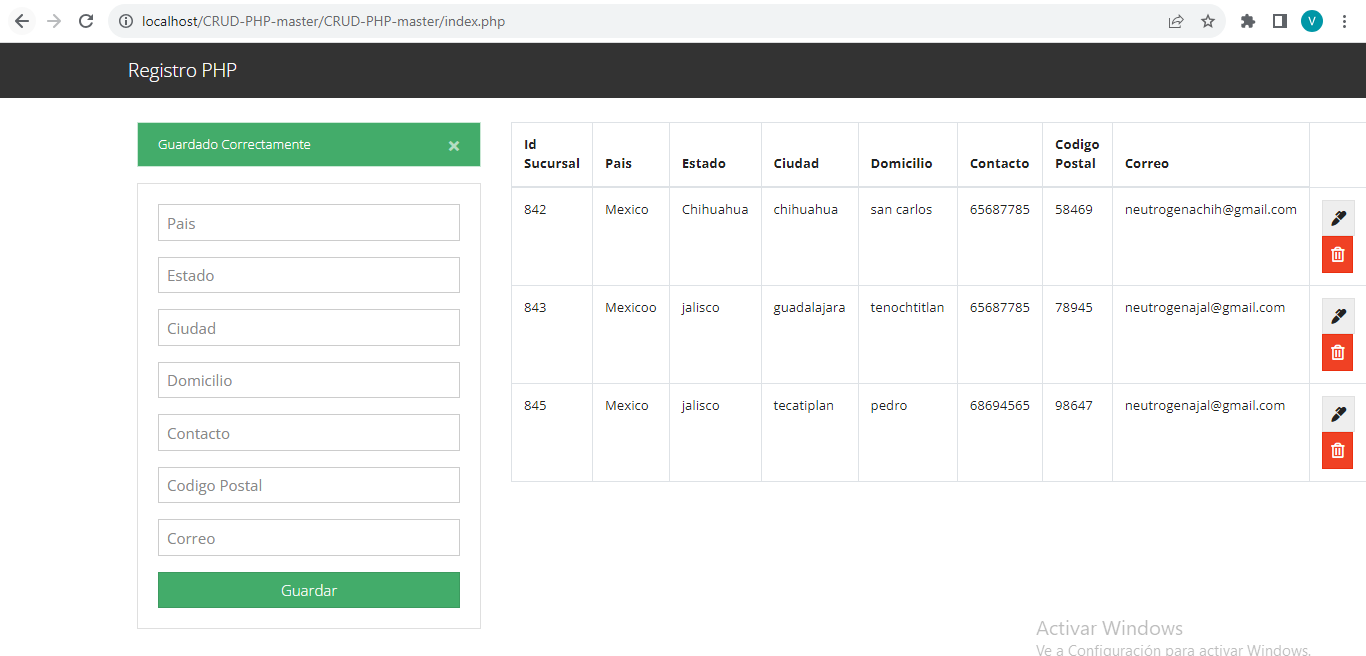 localhost/CRUD-PHP-master/CRUD-PHP-master/index.php
V
Registro PHP
Guardado Correctamente ×
Pais
Estado
Ciudad
Domicilio
Contacto
Codigo Postal
Correo
Guardar
Id Sucursal Pais Estado Ciudad Domicilio Contacto Codigo Postal Correo
842 Mexico Chihuahua chihuahua san carlos 65687785 58469 neutrogenachih@gmail.com
843 Mexicoo jalisco guadalajara tenochtitlan 65687785 78945 neutrogenajal@gmail.com
845 Mexico jalisco tecatiplan pedro 68694565 98647 neutrogenajal@gmail.com
Activar Windows
Ve a Configuración para activar Windows.